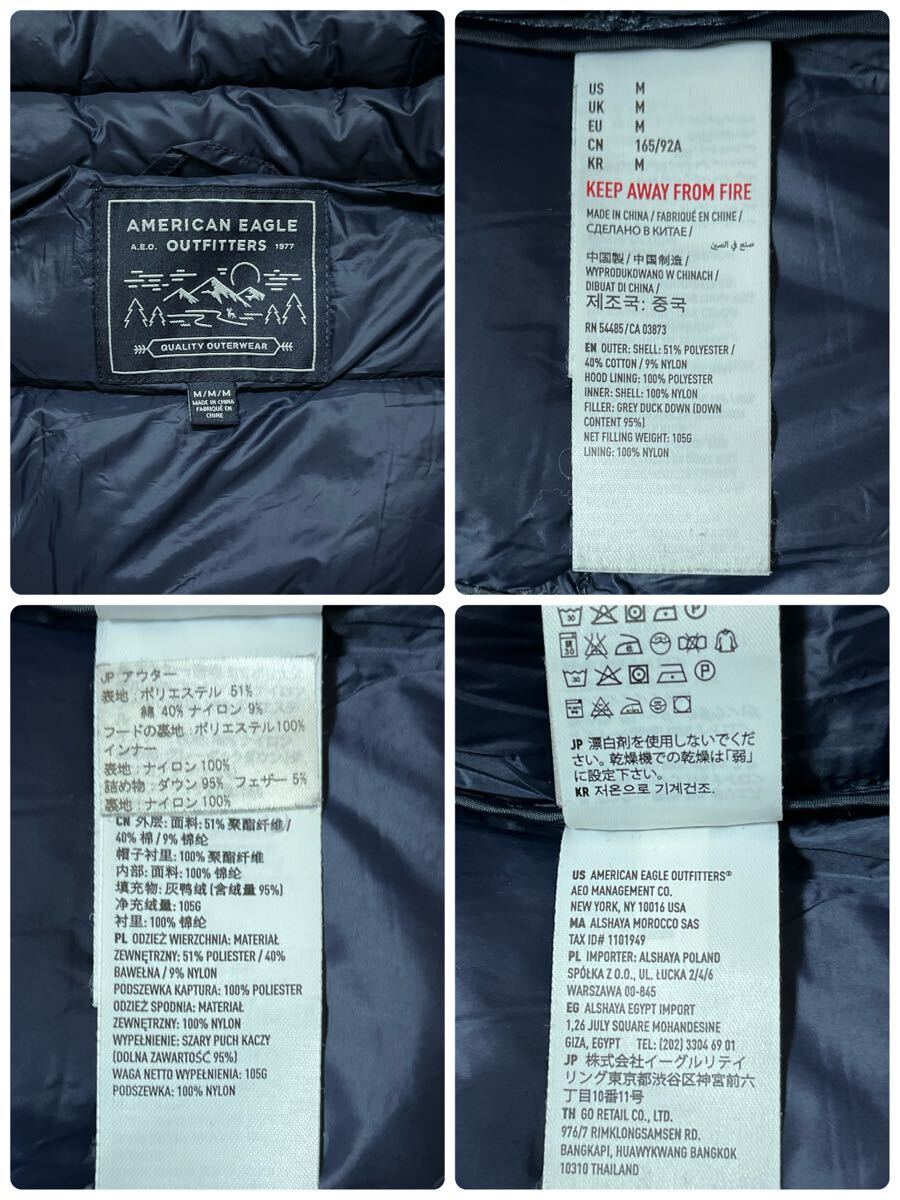 AMERICAN EAGLE
A.E.O. OUTFITTERS 1977
QUALITY OUTERWEAR
M/M/M
MADE IN CHINA
FABRIQUÉ EN
CHINE
US M
UK M
EU M
CN 165/92A
KR M
KEEP AWAY FROM FIRE
MADE IN CHINA / FABRIQUÉ EN CHINE /
СДЕЛАНО В КИТАЕ / صنع في الصين
中国製 / 中国制造 /
WYPRODUKOWANO W CHINACH /
DIBUAT DI CHINA /
제조국: 중국
RN 54485/CA 03873
EN OUTER: SHELL: 51% POLYESTER /
40% COTTON / 9% NYLON
HOOD LINING: 100% POLYESTER
INNER: SHELL: 100% NYLON
FILLER: GREY DUCK DOWN (DOWN
CONTENT 95%)
NET FILLING WEIGHT: 105G
LINING: 100% NYLON
JP アウター
表地 : ポリエステル 51%
綿 40% ナイロン 9%
フードの裏地 : ポリエステル100%
インナー
表地 : ナイロン 100%
詰め物 : ダウン 95% フェザー 5%
裏地 : ナイロン 100%
CN 外层: 面料: 51% 聚酯纤维 /
40% 棉 / 9% 锦纶
帽子衬里: 100% 聚酯纤维
内部: 面料: 100% 锦纶
填充物: 灰鸭绒 (含绒量 95%)
净充绒量: 105G
衬里: 100% 锦纶
PL ODZIEŻ WIERZCHNIA: MATERIAŁ
ZEWNĘTRZNY: 51% POLIESTER / 40%
BAWEŁNA / 9% NYLON
PODSZEWKA KAPTURA: 100% POLIESTER
ODZIEŻ SPODNIA: MATERIAŁ
ZEWNĘTRZNY: 100% NYLON
WYPEŁNIENIE: SZARY PUCH KACZY
(DOLNA ZAWARTOŚĆ 95%)
WAGA NETTO WYPEŁNIENIA: 105G
PODSZEWKA: 100% NYLON
JP 漂白剤を使用しないでくだ
さい。乾燥機での乾燥は「弱」
に設定下さい。
KR 저온으로 기계건조.
US AMERICAN EAGLE OUTFITTERS®
AEO MANAGEMENT CO.
NEW YORK, NY 10016 USA
MA ALSHAYA MOROCCO SAS
TAX ID# 1101949
PL IMPORTER: ALSHAYA POLAND
SPÓŁKA Z O.O., UL. ŁUCKA 2/4/6
WARSZAWA 00-845
EG ALSHAYA EGYPT IMPORT
1,26 JULY SQUARE MOHANDESINE
GIZA, EGYPT TEL: (202) 3304 69 01
JP 株式会社イーグルリテイ
リング東京都渋谷区神宮前六
丁目10番11号
TH GO RETAIL CO., LTD.
976/7 RIMKLONGSAMSEN RD.
BANGKAPI, HUAWYKWANG BANGKOK
10310 THAILAND